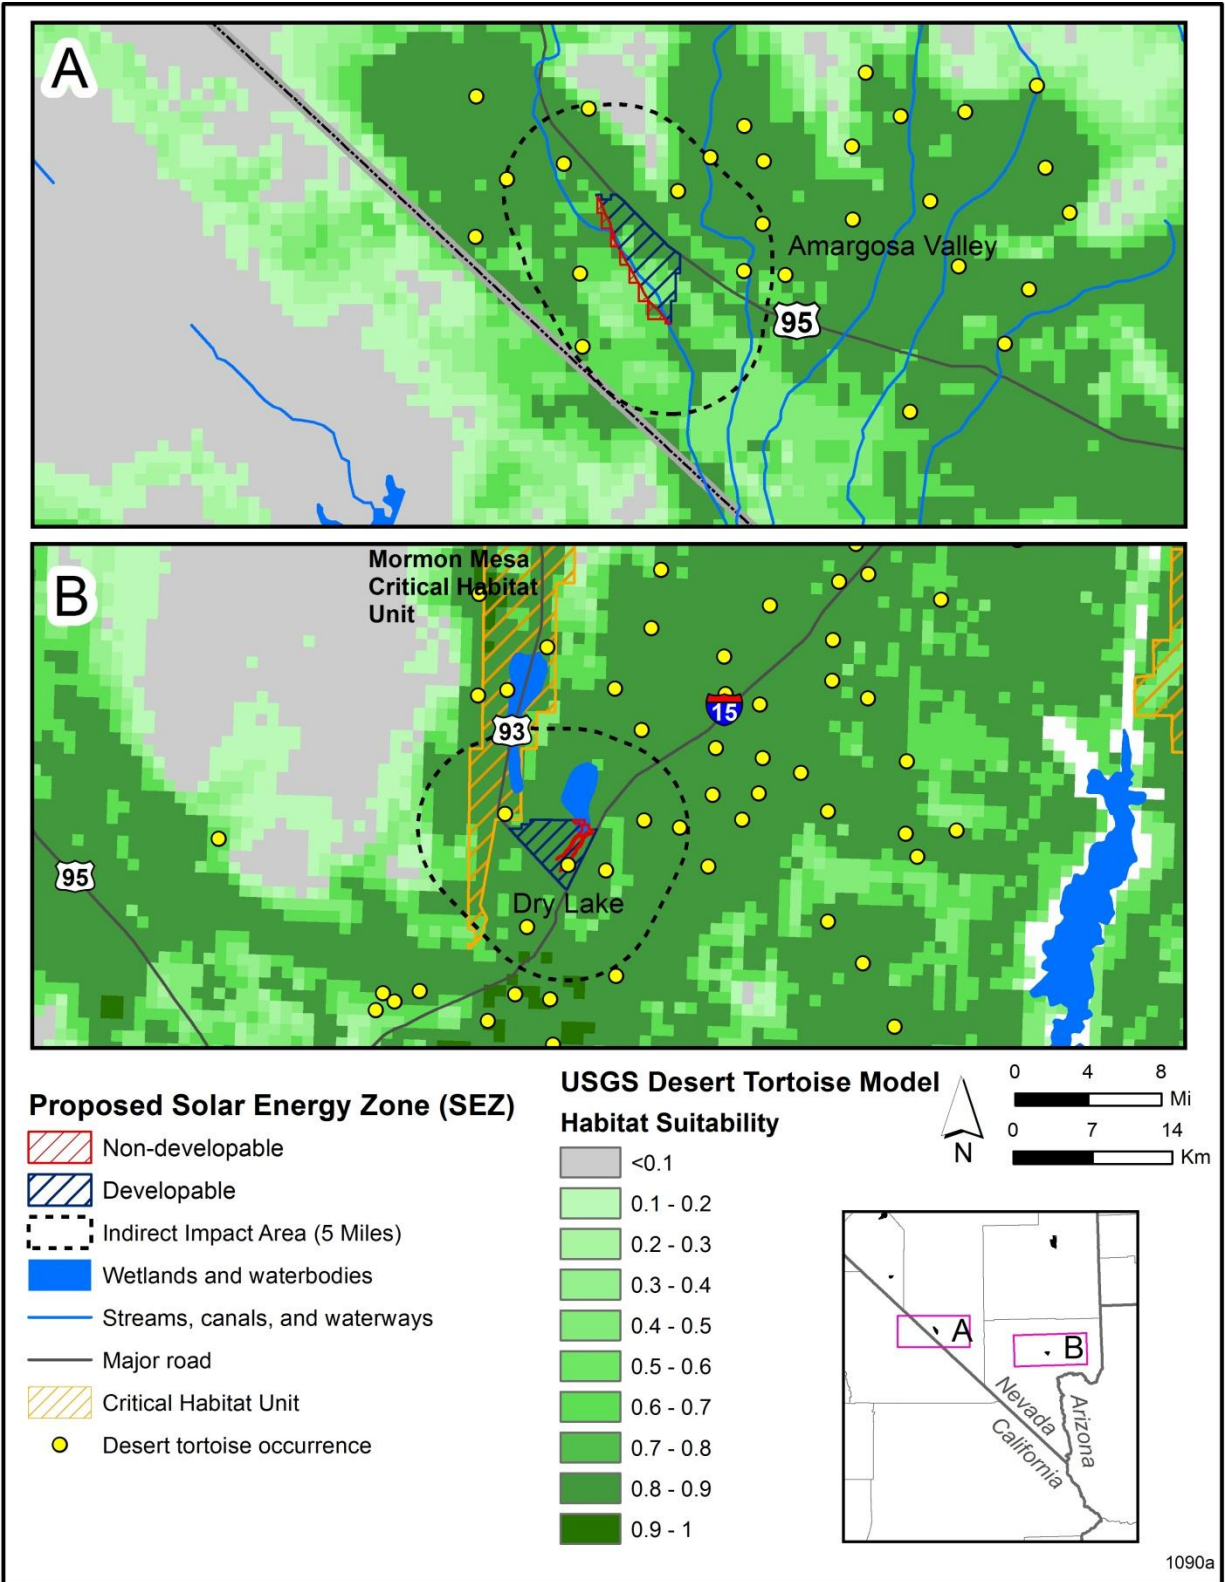 A
Amargosa Valley
95
B
Mormon Mesa
Critical Habitat
Unit
93
15
95
Dry Lake
Proposed Solar Energy Zone (SEZ)
Non-developable
Developable
Indirect Impact Area (5 Miles)
Wetlands and waterbodies
Streams, canals, and waterways
Major road
Critical Habitat Unit
Desert tortoise occurrence
USGS Desert Tortoise Model
Habitat Suitability
<0.1
0.1 - 0.2
0.2 - 0.3
0.3 - 0.4
0.4 - 0.5
0.5 - 0.6
0.6 - 0.7
0.7 - 0.8
0.8 - 0.9
0.9 - 1
N
0 4 8
Mi
0 7 14
Km
A
B
Nevada
California
Arizona
1090a